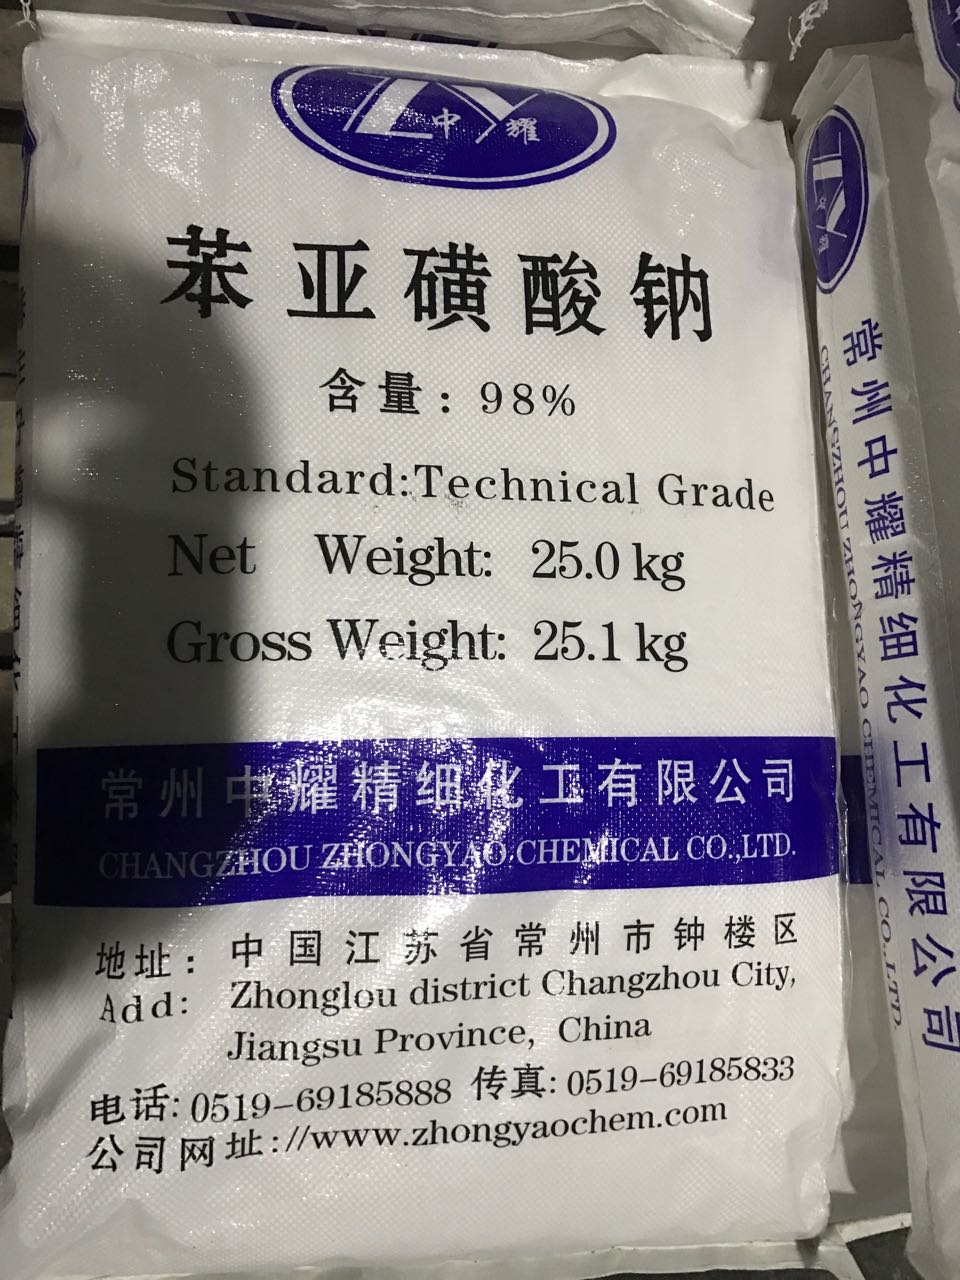 ZY
中耀
苯亚磺酸钠
含量：98%
Standard:Technical Grade
Net Weight: 25.0 kg
Gross Weight: 25.1 kg
常州中耀精细化工有限公司
CHANGZHOU ZHONGYAO CHEMICAL CO.,LTD.
地址：中国江苏省常州市钟楼区
Add: Zhonglou district Changzhou City,
Jiangsu Province, China
电话: 0519-69185888 传真: 0519-69185833
公司网址://www.zhongyaochem.com
ZY
中耀
常州中耀精细化工有限公司
CHANGZHOU ZHONGYAO CHEMICAL CO.,LTD.